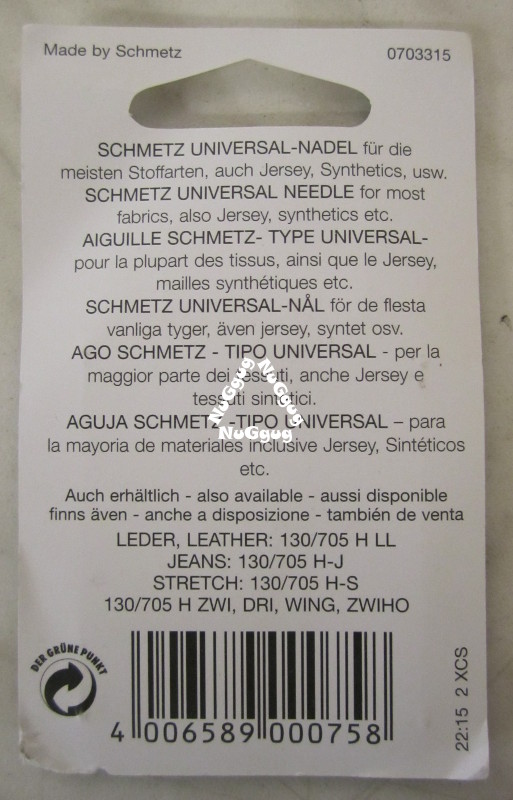 Made by Schmetz 0703315
SCHMETZ UNIVERSAL-NADEL für die
meisten Stoffarten, auch Jersey, Synthetics, usw.
SCHMETZ UNIVERSAL NEEDLE for most
fabrics, also Jersey, synthetics etc.
AIGUILLE SCHMETZ- TYPE UNIVERSAL-
pour la plupart des tissus, ainsi que le Jersey,
mailles synthétiques etc.
SCHMETZ UNIVERSAL-NÅL för de flesta
vanliga tyger, även jersey, syntet osv.
AGO SCHMETZ - TIPO UNIVERSAL - per la
maggior parte dei tessuti, anche Jersey e
tessuti sintetici.
AGUJA SCHMETZ -TIPO UNIVERSAL – para
la mayoria de materiales inclusive Jersey, Sintéticos
etc.
NuGgug
NuGgug
NuGgug
Auch erhältlich - also available - aussi disponible
finns även - anche a disposizione - también de venta
LEDER, LEATHER: 130/705 H LL
JEANS: 130/705 H-J
STRETCH: 130/705 H-S
130/705 H ZWI, DRI, WING, ZWIHO
DER GRÜNE PUNKT
4 006589 000758
22:15 2 XCS